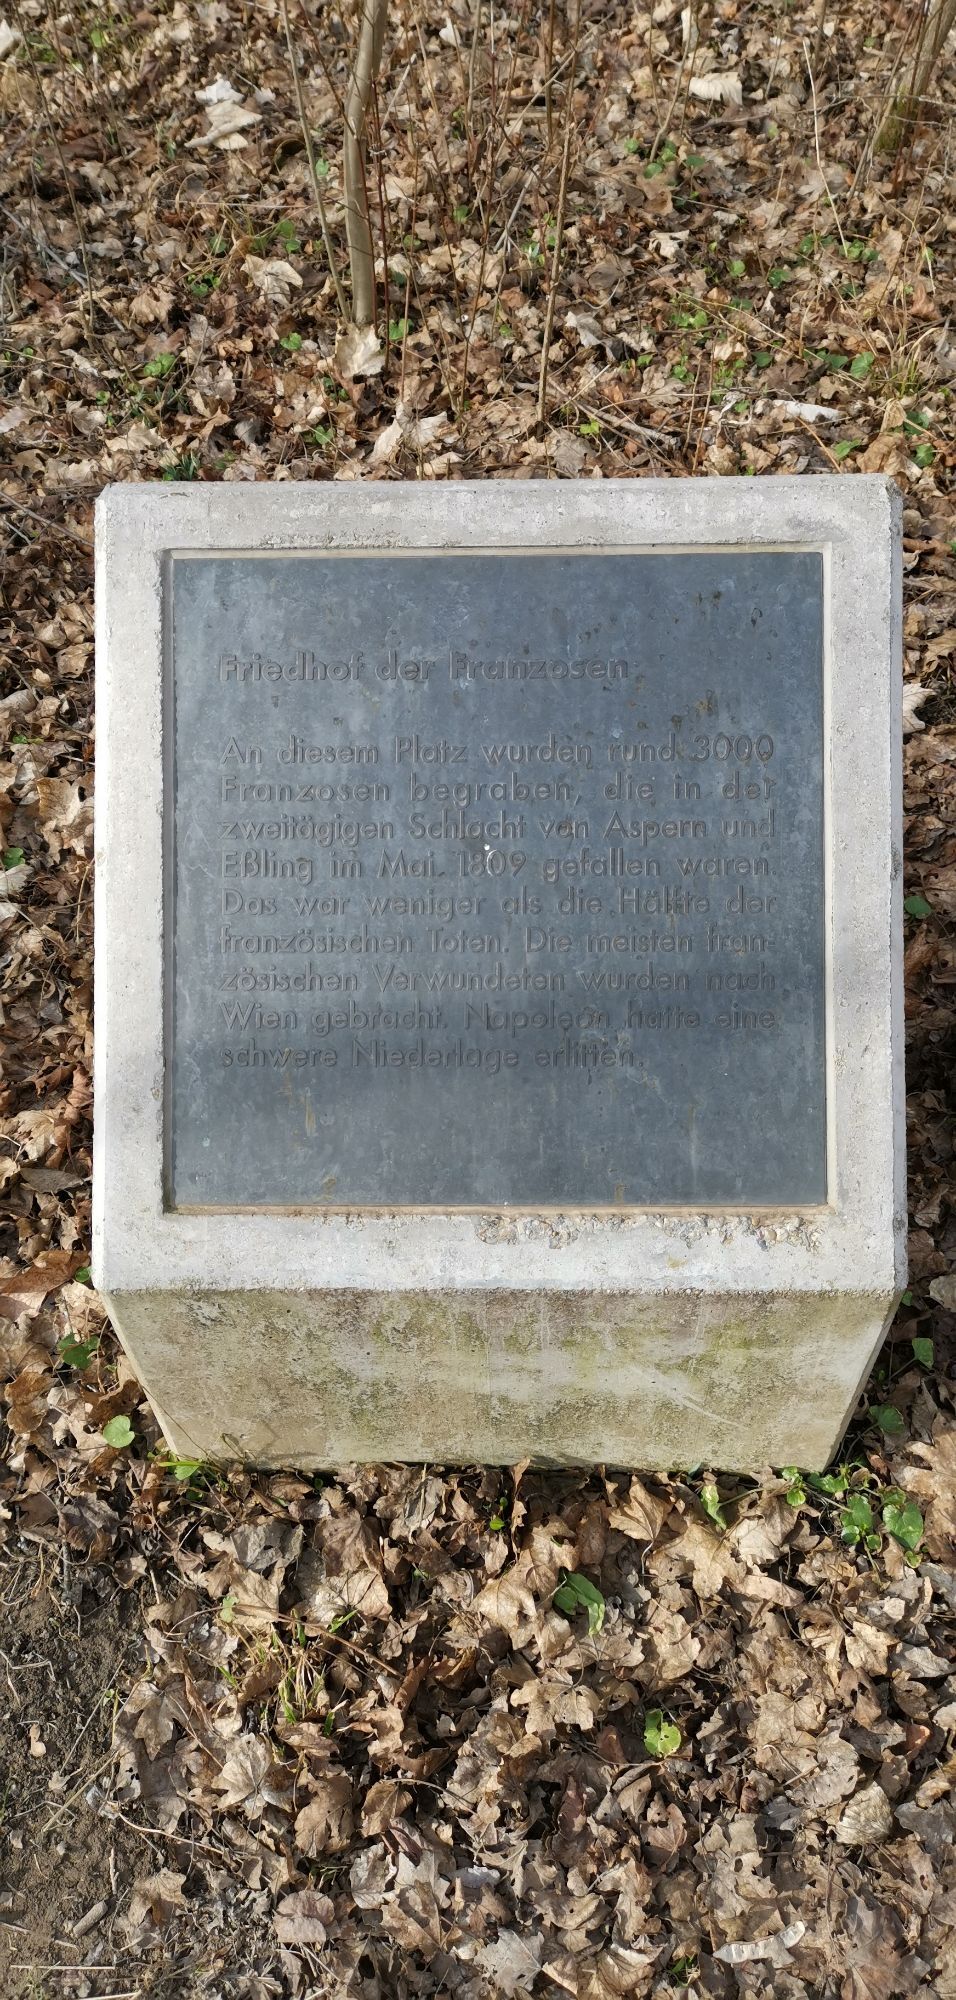 Friedhof der Franzosen
An diesem Platz wurden rund 3000
Franzosen begraben, die in der
zweitägigen Schlacht von Aspern und
Eßling im Mai 1809 gefallen waren.
Das war weniger als die Hälfte der
französischen Toten. Die meisten fran-
zösischen Verwundeten wurden nach
Wien gebracht. Napoleon hatte eine
schwere Niederlage erlitten.